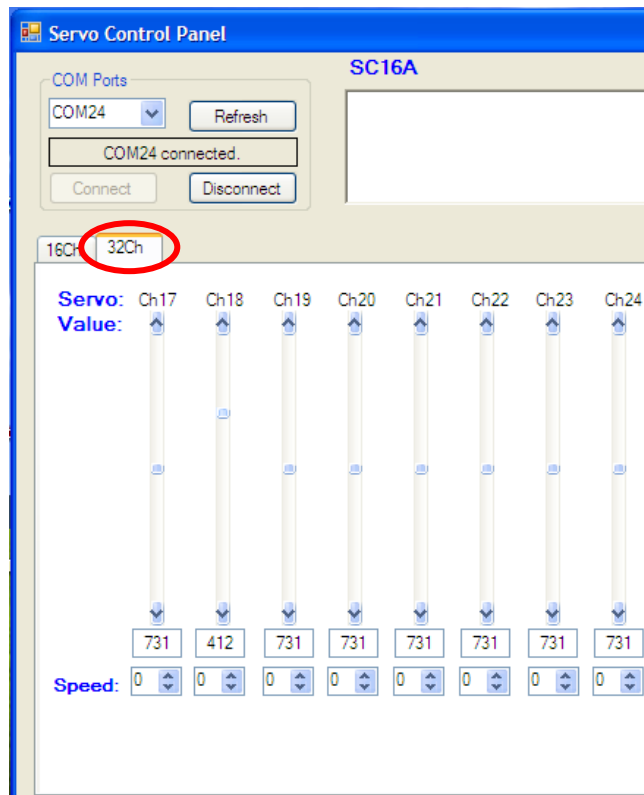 Servo Control Panel
COM Ports
SC16A
COM24
Refresh
COM24 connected.
Connect
Disconnect
16Ch
32Ch
Servo: Ch17 Ch18 Ch19 Ch20 Ch21 Ch22 Ch23 Ch24
Value:
731 412 731 731 731 731 731 731
Speed: 0 0 0 0 0 0 0 0